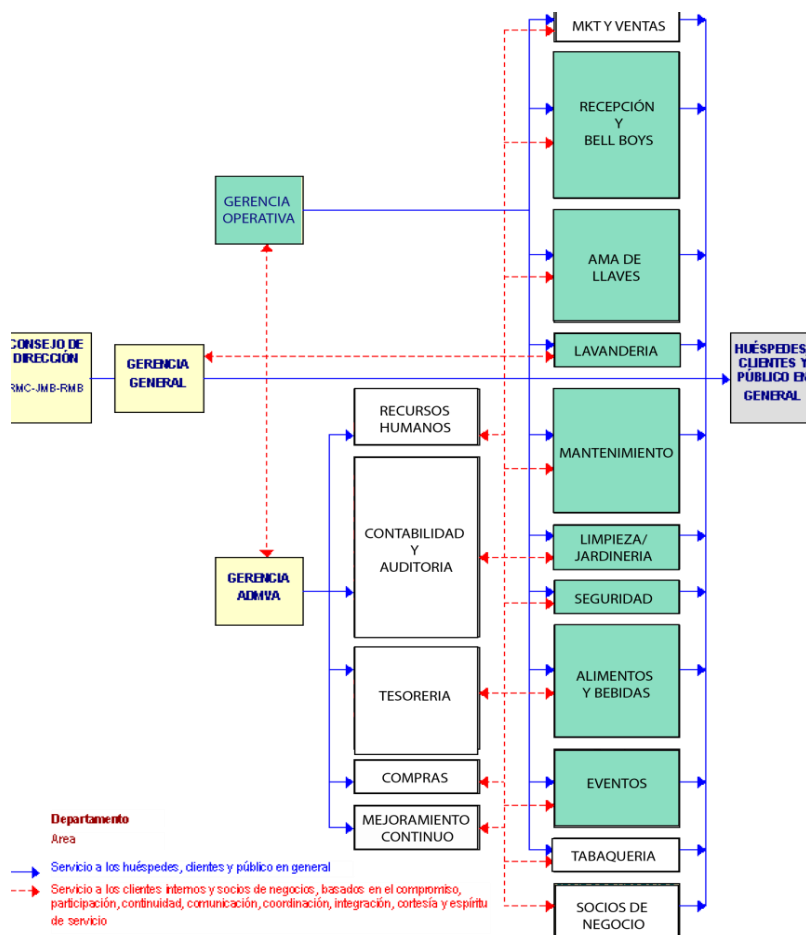 MKT Y VENTAS
RECEPCIÓN
Y
BELL BOYS
GERENCIA
OPERATIVA
AMA DE
LLAVES
LAVANDERIA
CONSEJO DE
DIRECCIÓN
RMC-JMB-RMB
GERENCIA
GENERAL
HUÉSPEDES,
CLIENTES Y
PÚBLICO EN
GENERAL
RECURSOS
HUMANOS
MANTENIMIENTO
CONTABILIDAD
Y
AUDITORIA
LIMPIEZA/
JARDINERIA
GERENCIA
ADMVA
SEGURIDAD
TESORERIA
ALIMENTOS
Y BEBIDAS
COMPRAS
EVENTOS
MEJORAMIENTO
CONTINUO
TABAQUERIA
SOCIOS DE
NEGOCIO
Departamento
Area
Servicio a los huéspedes, clientes y público en general
Servicio a los clientes internos y socios de negocios, basados en el compromiso,
participación, continuidad, comunicación, coordinación, integración, cortesía y espíritu
de servicio